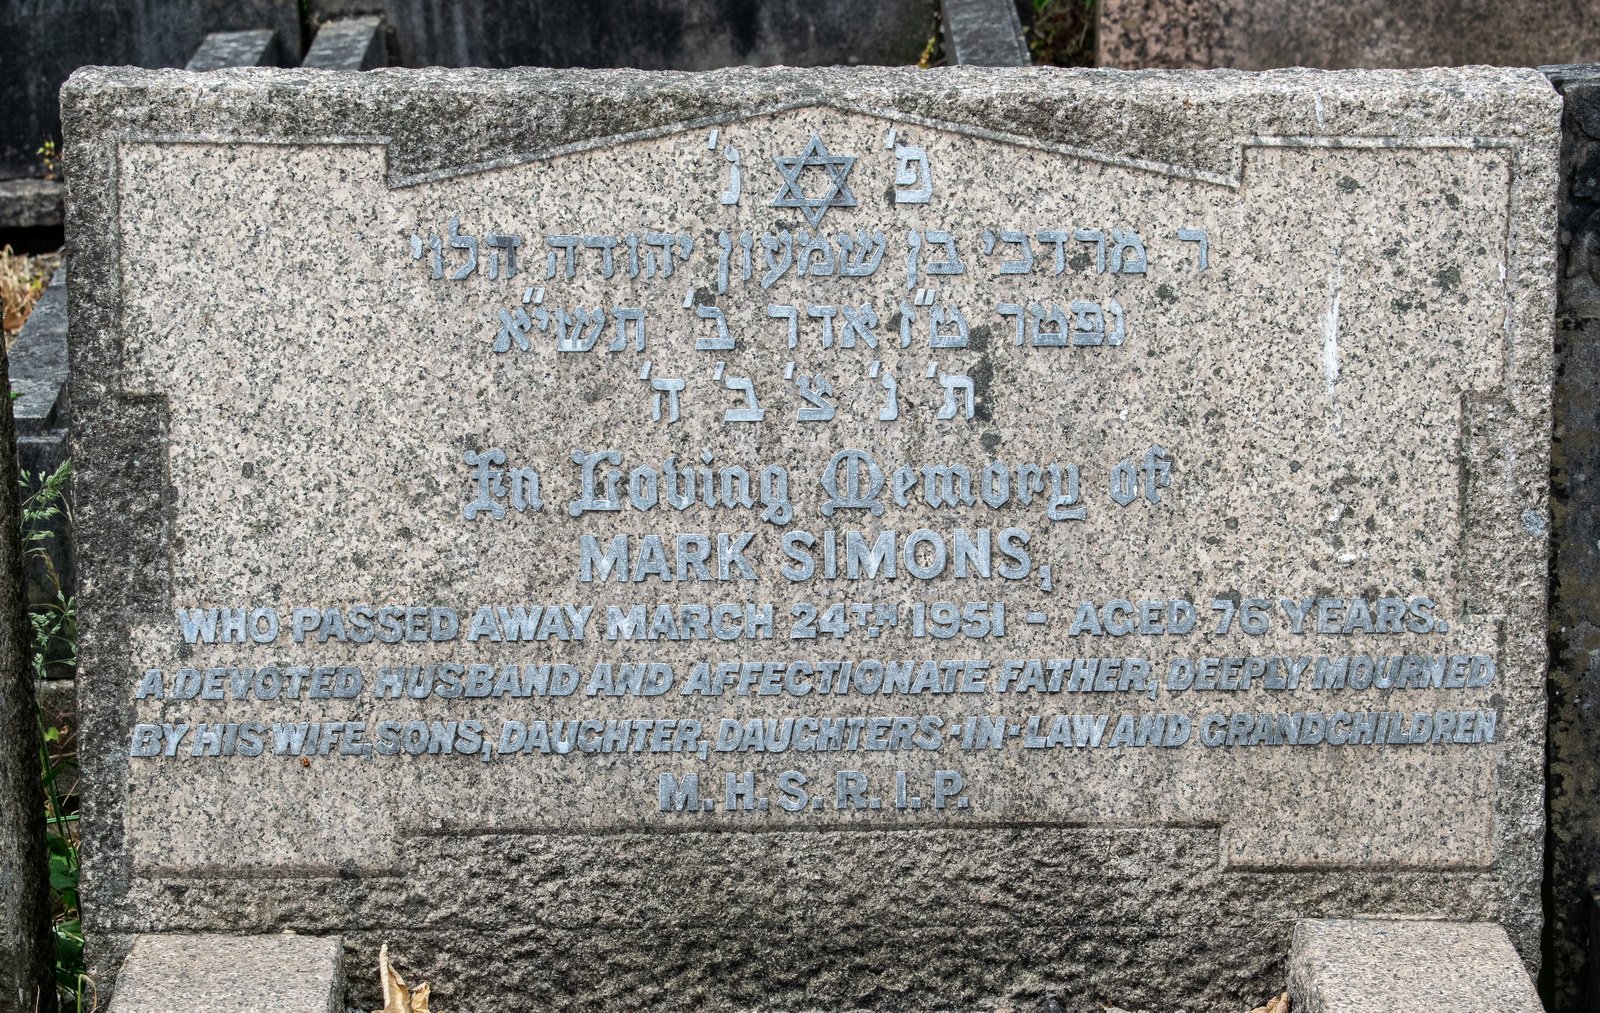 פ' נ'
ר מרדכי בן שמעון יהודה הלוי
נפטר ט"ז אדר ב' תשי"א
ת' נ' צ' ב' ה'
In Loving Memory of
MARK SIMONS,
WHO PASSED AWAY MARCH 24TH. 1951 - AGED 76 YEARS.
A DEVOTED HUSBAND AND AFFECTIONATE FATHER, DEEPLY MOURNED
BY HIS WIFE, SONS, DAUGHTER, DAUGHTERS-IN-LAW AND GRANDCHILDREN
M. H. S. R. I. P.